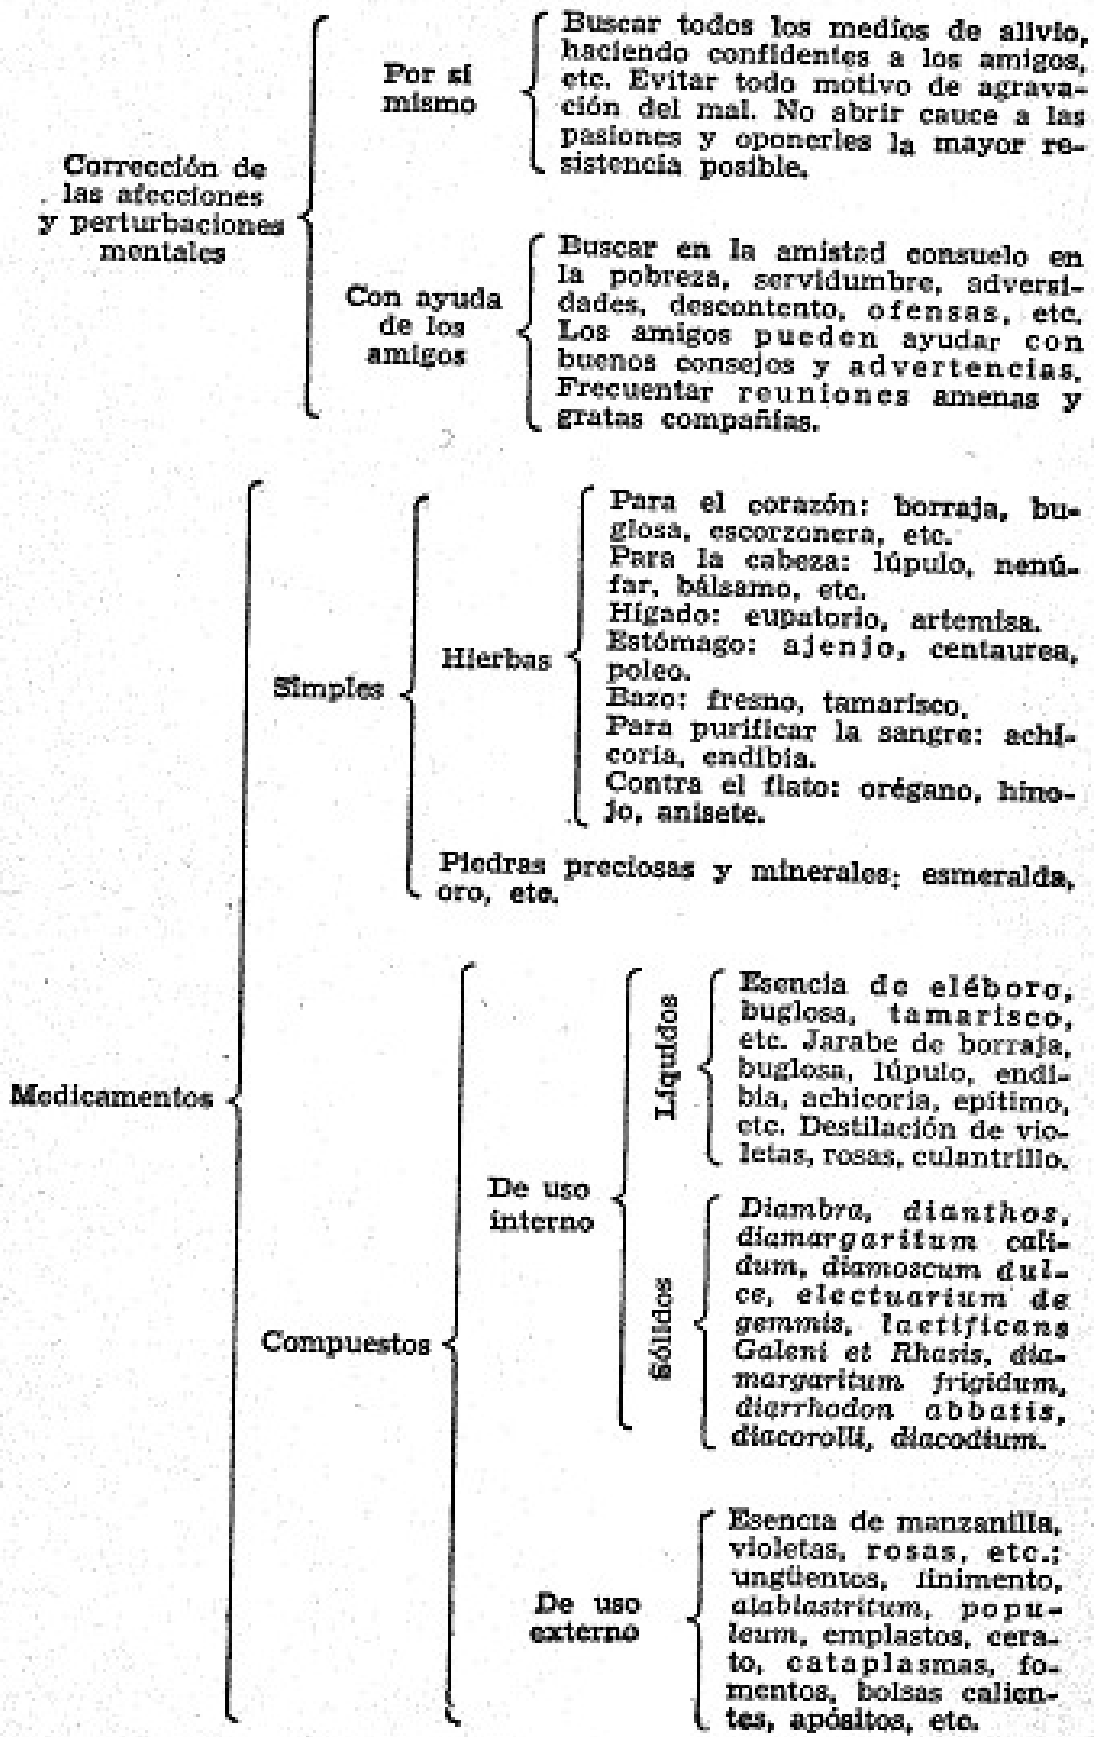 Corrección de
las afecciones
y perturbaciones
mentales
Por sí
mismo
Buscar todos los medios de alivio,
haciendo confidentes a los amigos,
etc. Evitar todo motivo de agrava-
ción del mal. No abrir cauce a las
pasiones y oponerles la mayor re-
sistencia posible.
Con ayuda
de los
amigos
Buscar en la amistad consuelo en
la pobreza, servidumbre, adversi-
dades, descontento, ofensas, etc.
Los amigos pueden ayudar con
buenos consejos y advertencias.
Frecuentar reuniones amenas y
gratas compañías.
Medicamentos
Simples
Hierbas
Para el corazón: borraja, bu-
glosa, escorzonera, etc.
Para la cabeza: lúpulo, nenú-
far, bálsamo, etc.
Hígado: eupatorio, artemisa.
Estómago: ajenjo, centaurea,
poleo.
Bazo: fresno, tamarisco.
Para purificar la sangre: achi-
coria, endibia.
Contra el flato: orégano, hino-
jo, anisete.
Piedras preciosas y minerales: esmeralda,
oro, etc.
Compuestos
De uso
interno
Líquidos
Esencia de eléboro,
buglosa, tamarisco,
etc. Jarabe de borraja,
buglosa, lúpulo, endi-
bia, achicoria, epítimo,
etc. Destilación de vio-
letas, rosas, culantrillo.
Sólidos
Diambra, dianthos,
diamargaritum cali-
dum, diamoscum dul-
ce, electuarium de
gemmis, laetificans
Galeni et Rhasis, dia-
margaritum frigidum,
diarrhodon abbatis,
diacorolli, diacodium.
De uso
externo
Esencia de manzanilla,
violetas, rosas, etc.;
ungüentos, linimento,
alablastritum, popu-
leum, emplastos, cera-
to, cataplasmas, fo-
mentos, bolsas calien-
tes, apósitos, etc.